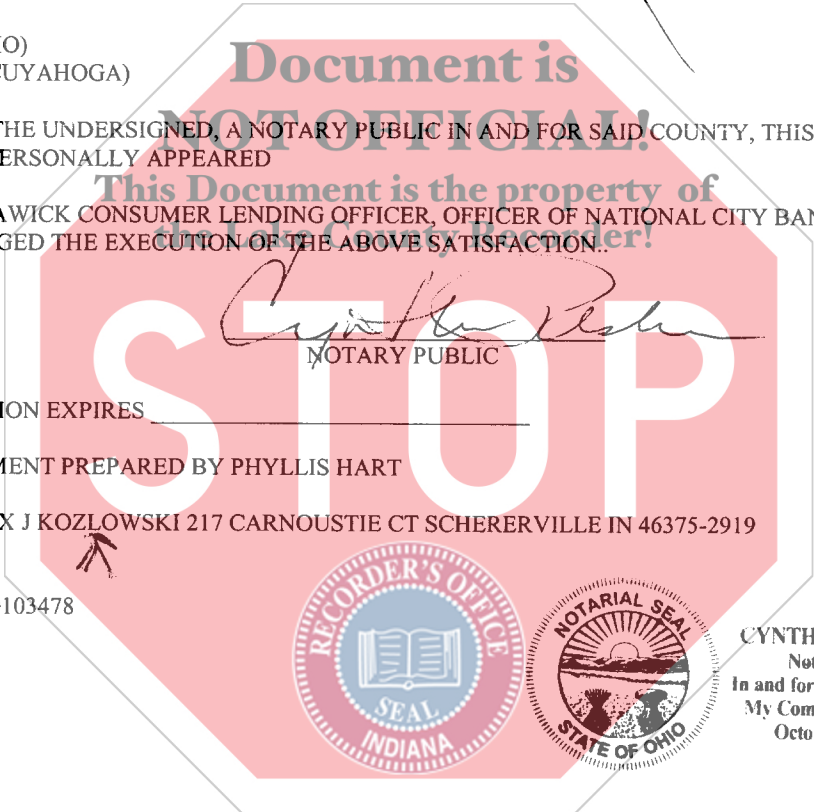 IO)
CUYAHOGA)
Document is
NOT OFFICIAL!
THE UNDERSIGNED, A NOTARY PUBLIC IN AND FOR SAID COUNTY, THIS
ERSONALLY APPEARED
This Document is the property of
AWICK CONSUMER LENDING OFFICER, OFFICER OF NATIONAL CITY BAN
the Lake County Recorder!
GED THE EXECUTION OF THE ABOVE SATISFACTION..
NOTARY PUBLIC
STOP
ION EXPIRES
MENT PREPARED BY PHYLLIS HART
X J KOZLOWSKI 217 CARNOUSTIE CT SCHERERVILLE IN 46375-2919
103478
RECORDER'S OFFICE
SEAL
INDIANA
NOTARIAL SEAL
STATE OF OHIO
CYNTH
Not
In and for
My Com
Octo